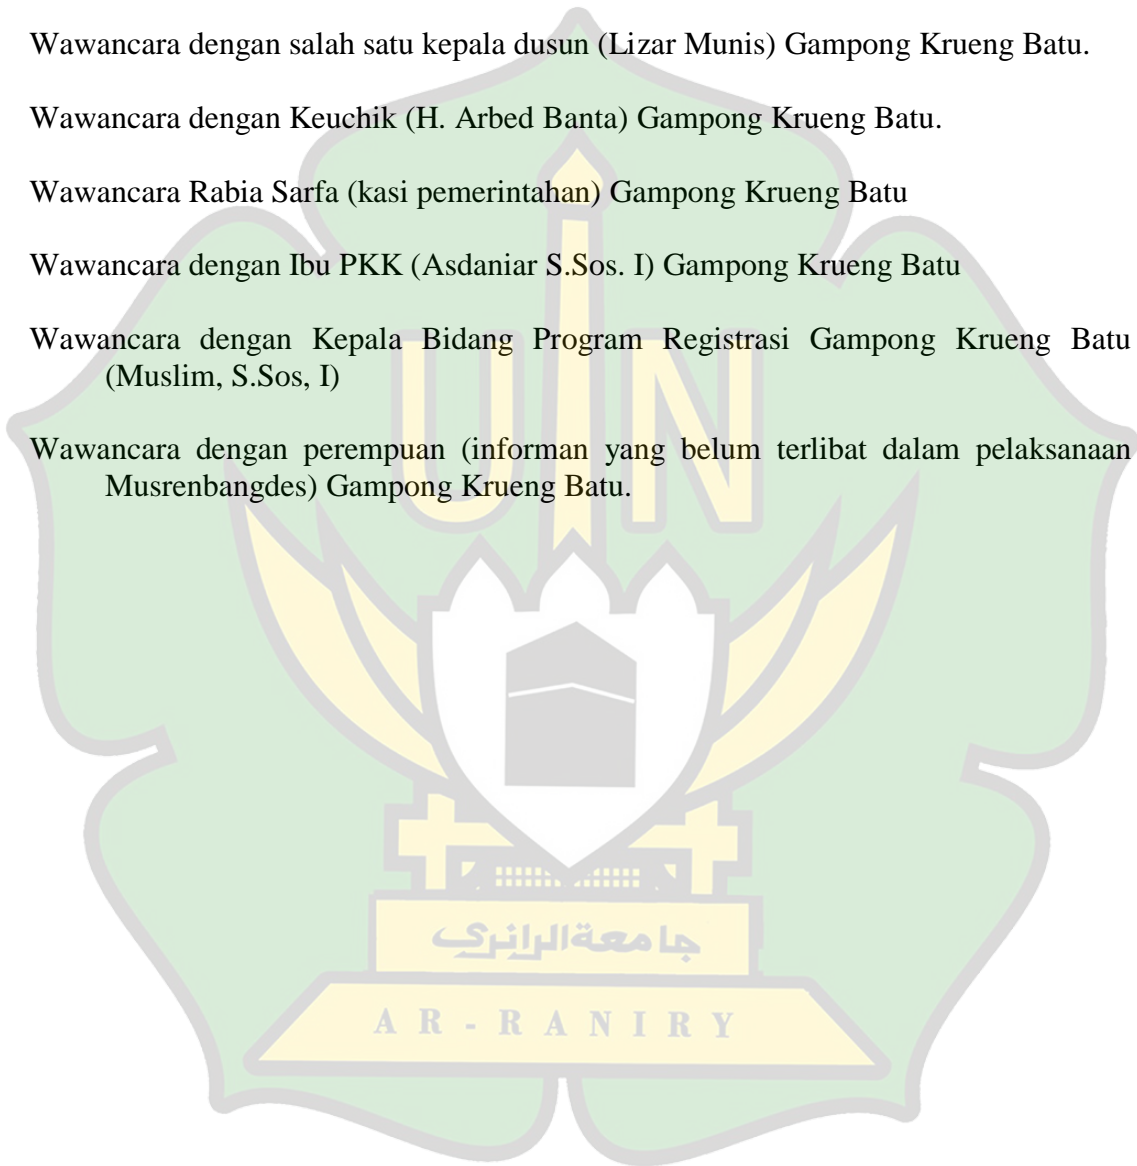 Wawancara dengan salah satu kepala dusun (Lizar Munis) Gampong Krueng Batu.
Wawancara dengan Keuchik (H. Arbed Banta) Gampong Krueng Batu.
Wawancara Rabia Sarfa (kasi pemerintahan) Gampong Krueng Batu
Wawancara dengan Ibu PKK (Asdaniar S.Sos. I) Gampong Krueng Batu
Wawancara dengan Kepala Bidang Program Registrasi Gampong Krueng Batu
(Muslim, S.Sos, I)
Wawancara dengan perempuan (informan yang belum terlibat dalam pelaksanaan
Musrenbangdes) Gampong Krueng Batu.
UIN
جامعة الرانري
AR-RANIRY